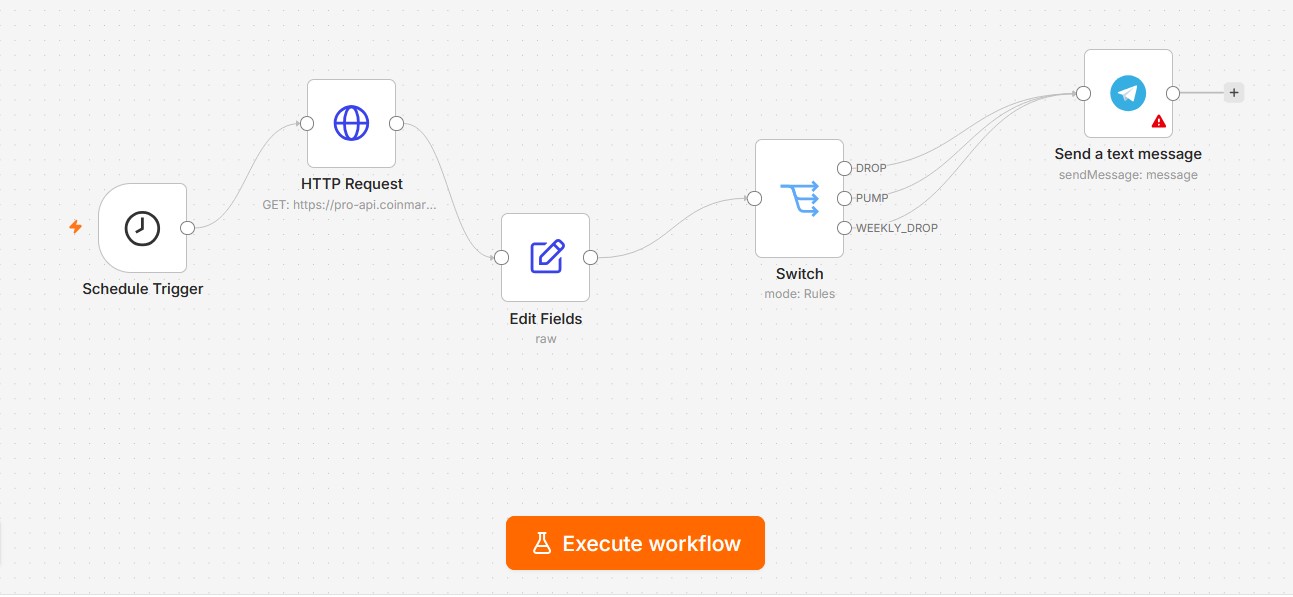 Schedule Trigger
HTTP Request
GET: https://pro-api.coinmar...
Edit Fields
raw
Switch
mode: Rules
DROP
PUMP
WEEKLY_DROP
Send a text message
sendMessage: message
Execute workflow